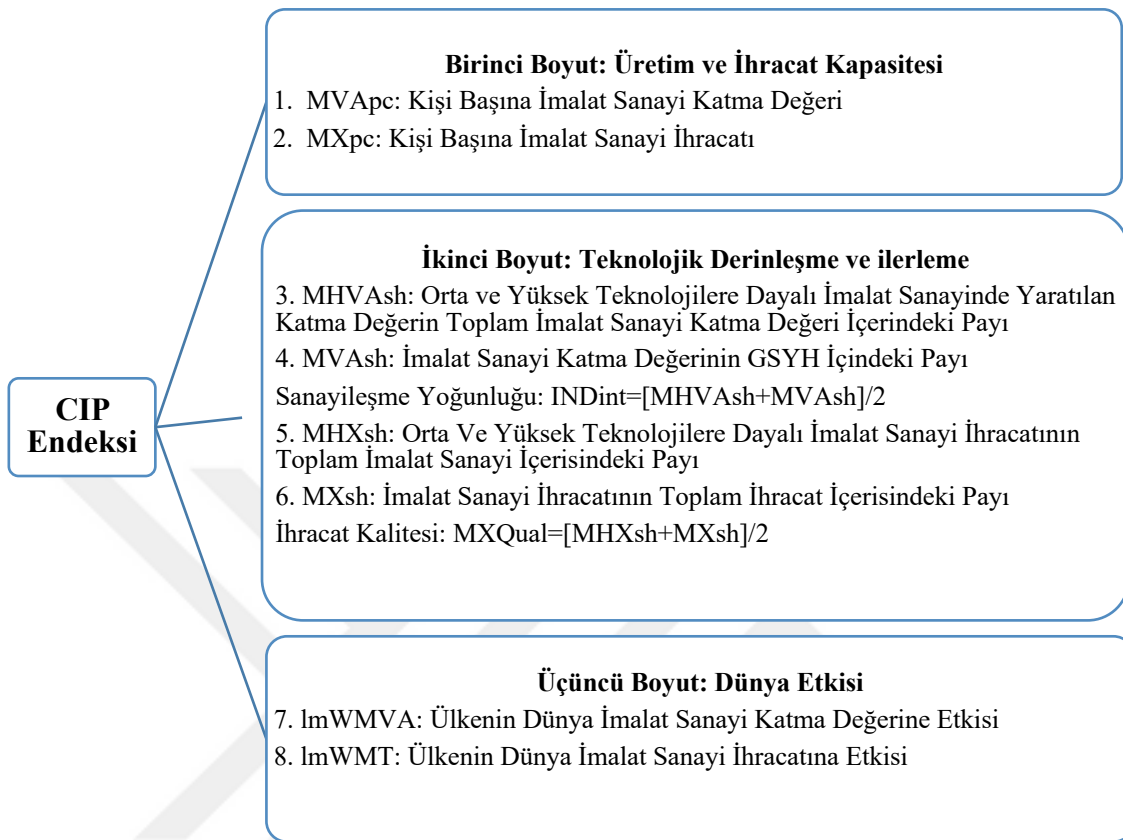 Birinci Boyut: Üretim ve İhracat Kapasitesi
1. MVApc: Kişi Başına İmalat Sanayi Katma Değeri
2. MXpc: Kişi Başına İmalat Sanayi İhracatı
İkinci Boyut: Teknolojik Derinleşme ve ilerleme
3. MHVAsh: Orta ve Yüksek Teknolojilere Dayalı İmalat Sanayinde Yaratılan
Katma Değerin Toplam İmalat Sanayi Katma Değeri İçerindeki Payı
4. MVAsh: İmalat Sanayi Katma Değerinin GSYH İçindeki Payı
Sanayileşme Yoğunluğu: INDint=[MHVAsh+MVAsh]/2
5. MHXsh: Orta Ve Yüksek Teknolojilere Dayalı İmalat Sanayi İhracatının
Toplam İmalat Sanayi İçerisindeki Payı
6. MXsh: İmalat Sanayi İhracatının Toplam İhracat İçerisindeki Payı
İhracat Kalitesi: MXQual=[MHXsh+MXsh]/2
CIP
Endeksi
Üçüncü Boyut: Dünya Etkisi
7. lmWMVA: Ülkenin Dünya İmalat Sanayi Katma Değerine Etkisi
8. lmWMT: Ülkenin Dünya İmalat Sanayi İhracatına Etkisi